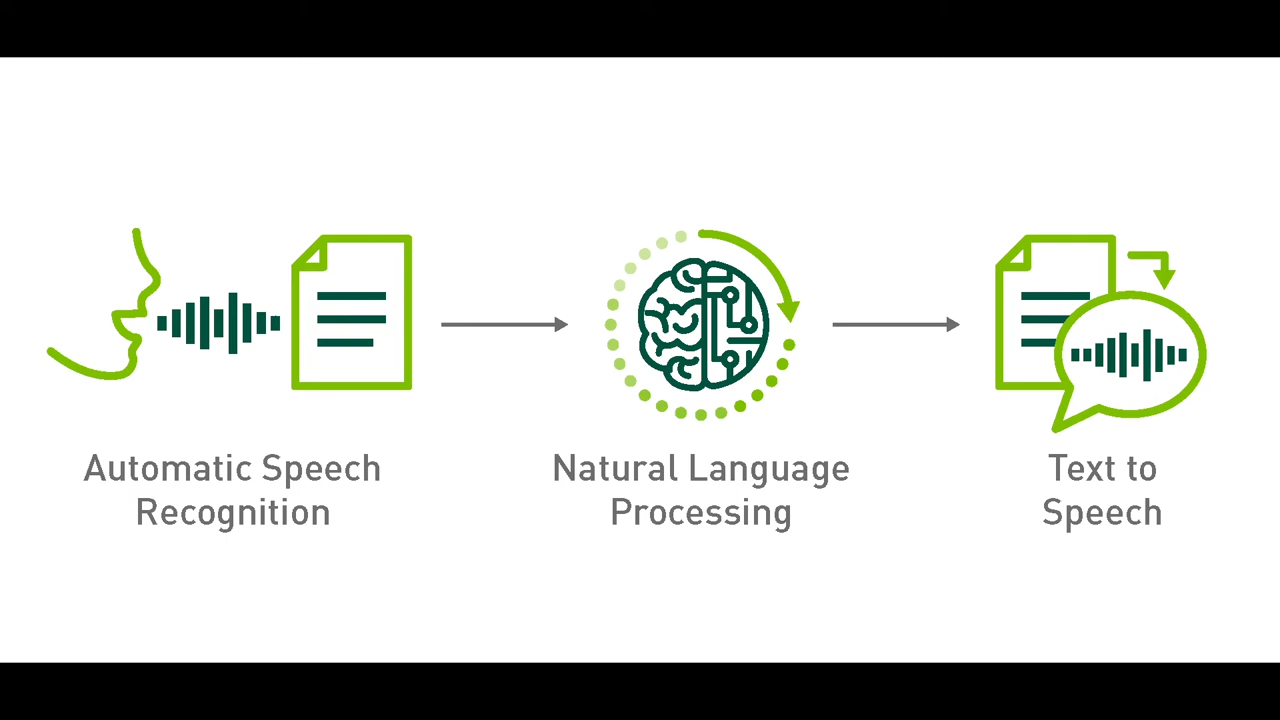 Automatic Speech
Recognition
Natural Language
Processing
Text to
Speech